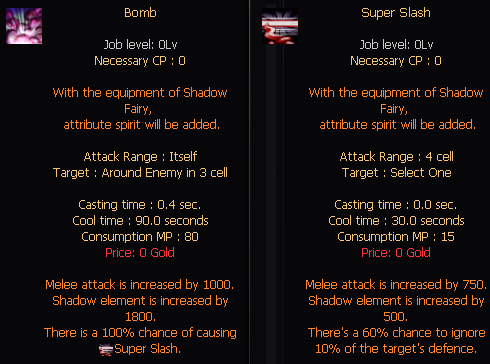 Bomb
Job level: 0Lv
Necessary CP : 0
With the equipment of Shadow
Fairy,
attribute spirit will be added.
Attack Range : Itself
Target : Around Enemy in 3 cell
Casting time : 0.4 sec.
Cool time : 90.0 seconds
Consumption MP : 80
Price: 0 Gold
Melee attack is increased by 1000.
Shadow element is increased by
1800.
There is a 100% chance of causing
Super Slash.
Super Slash
Job level: 0Lv
Necessary CP : 0
With the equipment of Shadow
Fairy,
attribute spirit will be added.
Attack Range : 4 cell
Target : Select One
Casting time : 0.0 sec.
Cool time : 30.0 seconds
Consumption MP : 15
Price: 0 Gold
Melee attack is increased by 750.
Shadow element is increased by
500.
There's a 60% chance to ignore
10% of the target's defence.